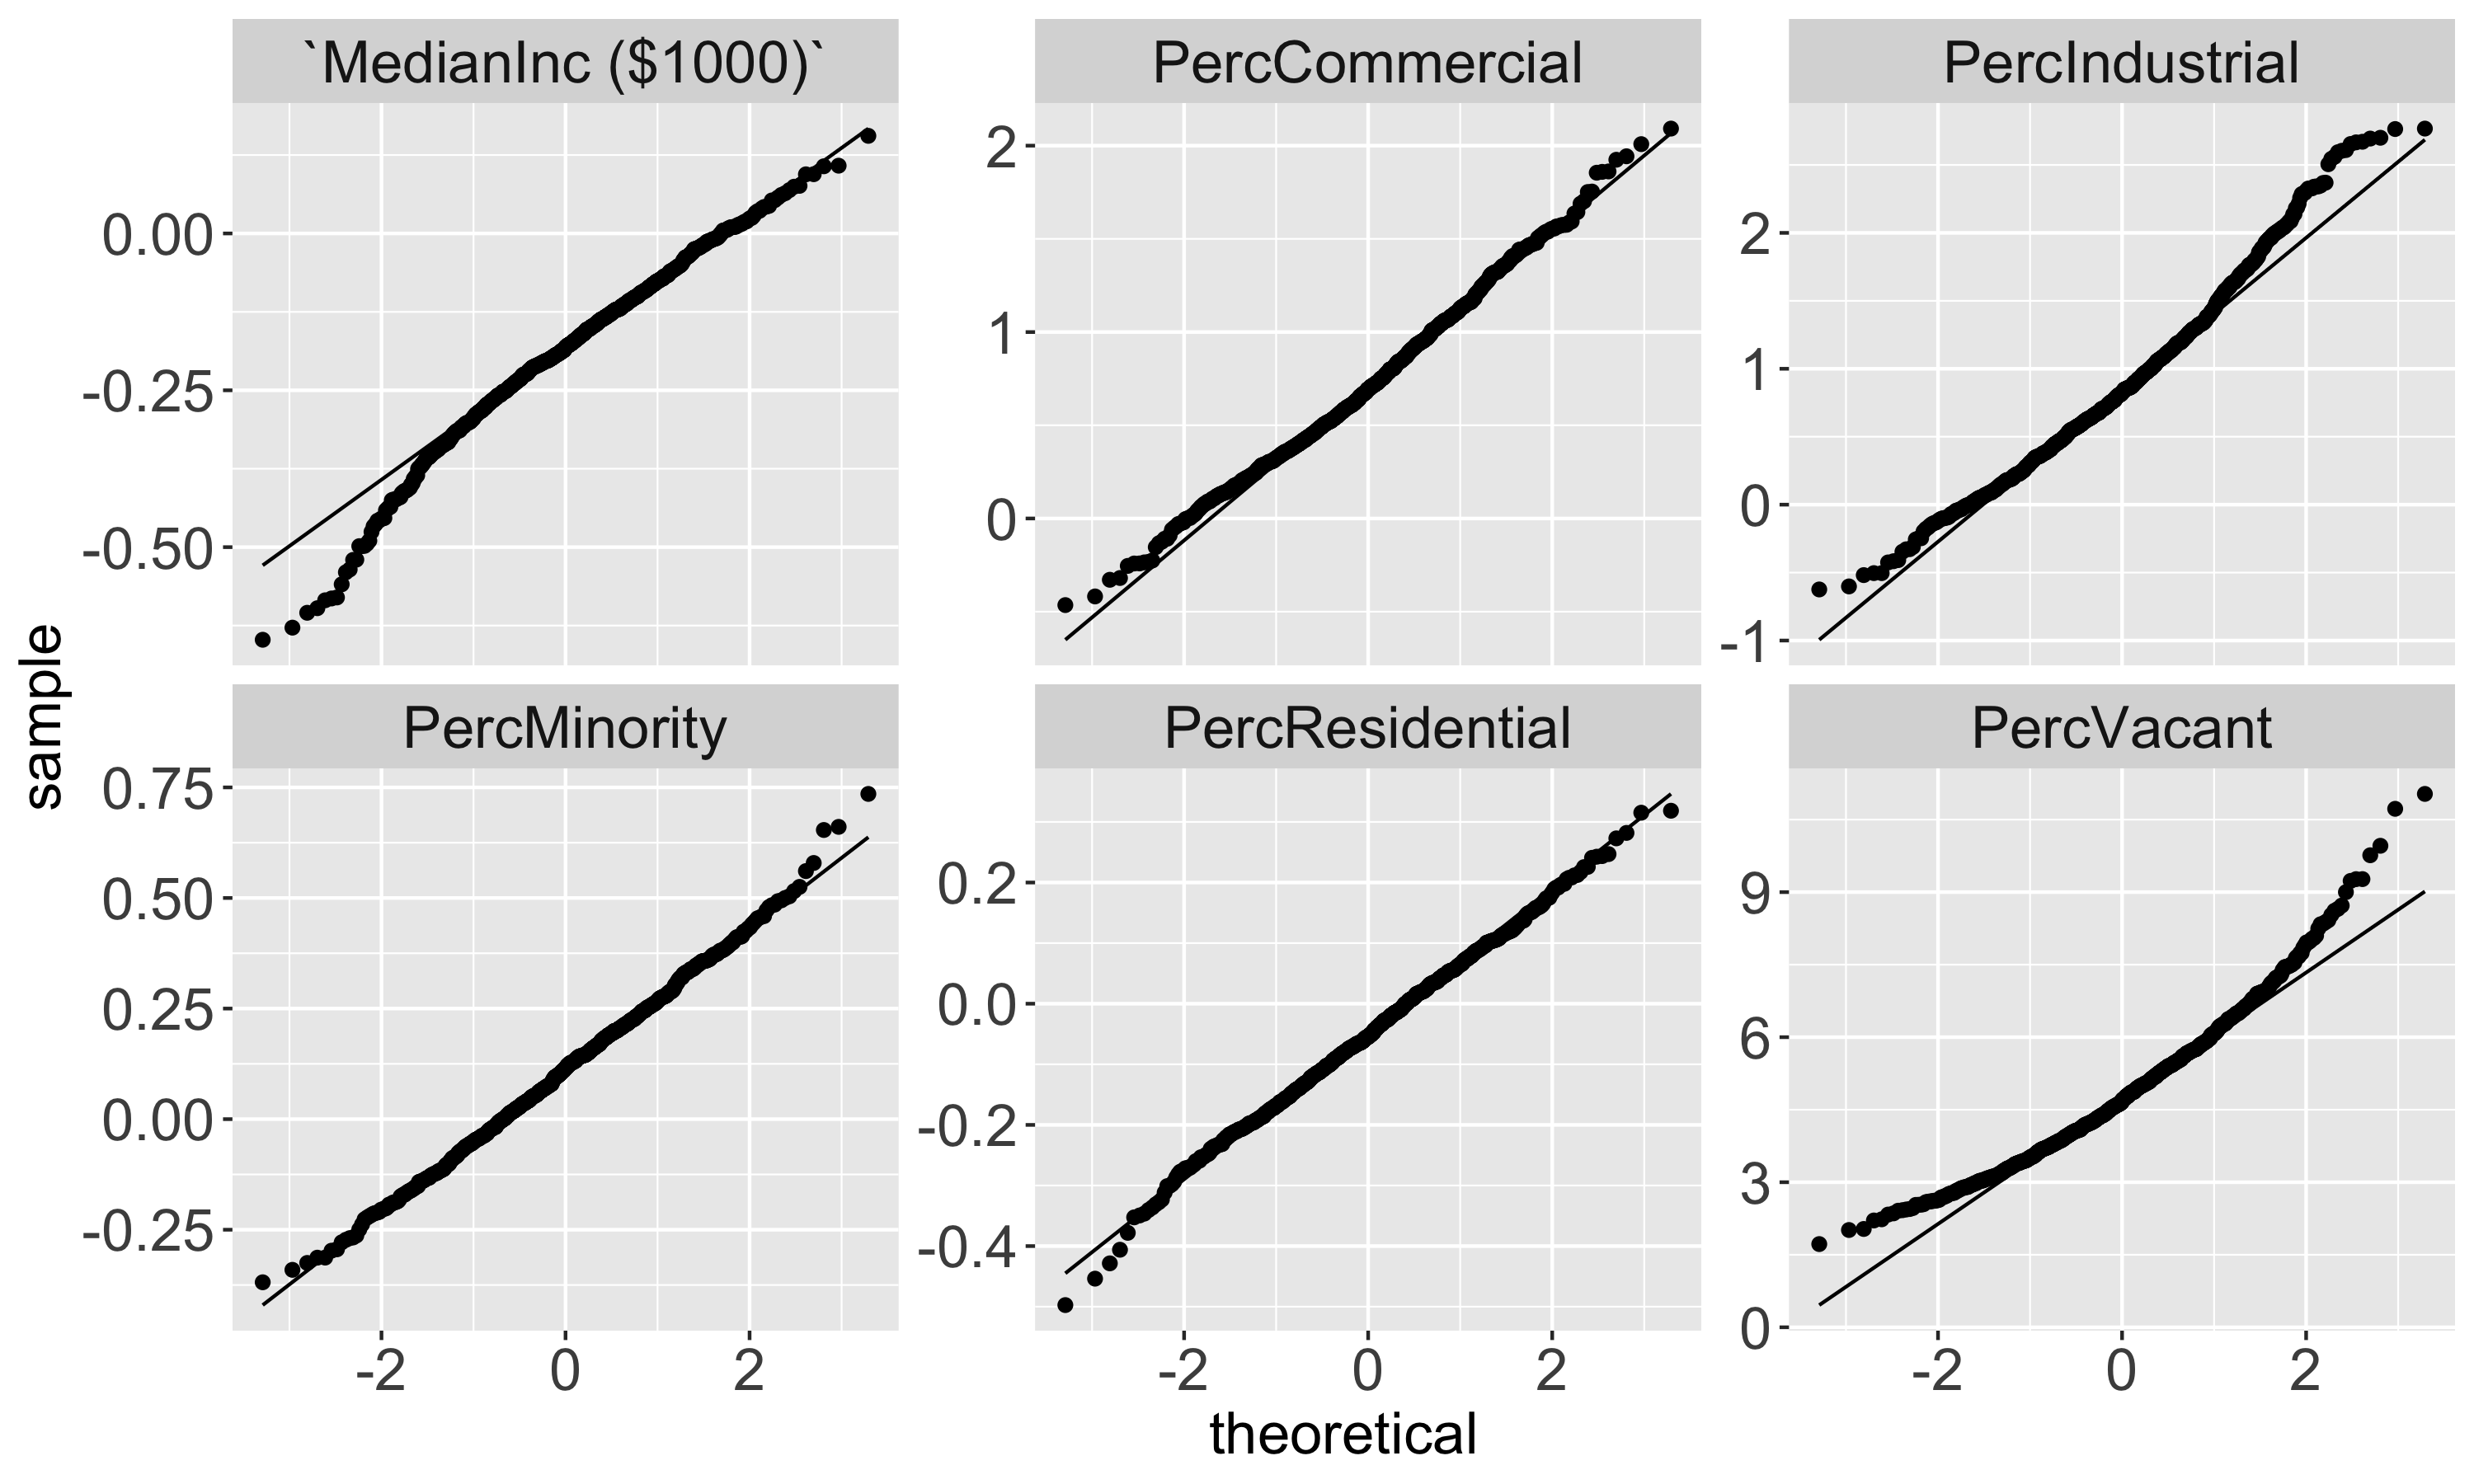 `MedianInc ($1000)`
PercCommercial
PercIndustrial
0.00
-0.25
-0.50
2
1
0
2
1
0
-1
sample
PercMinority
PercResidential
PercVacant
0.75
0.50
0.25
0.00
-0.25
0.2
0.0
-0.2
-0.4
9
6
3
0
-2 0 2
-2 0 2
-2 0 2
theoretical